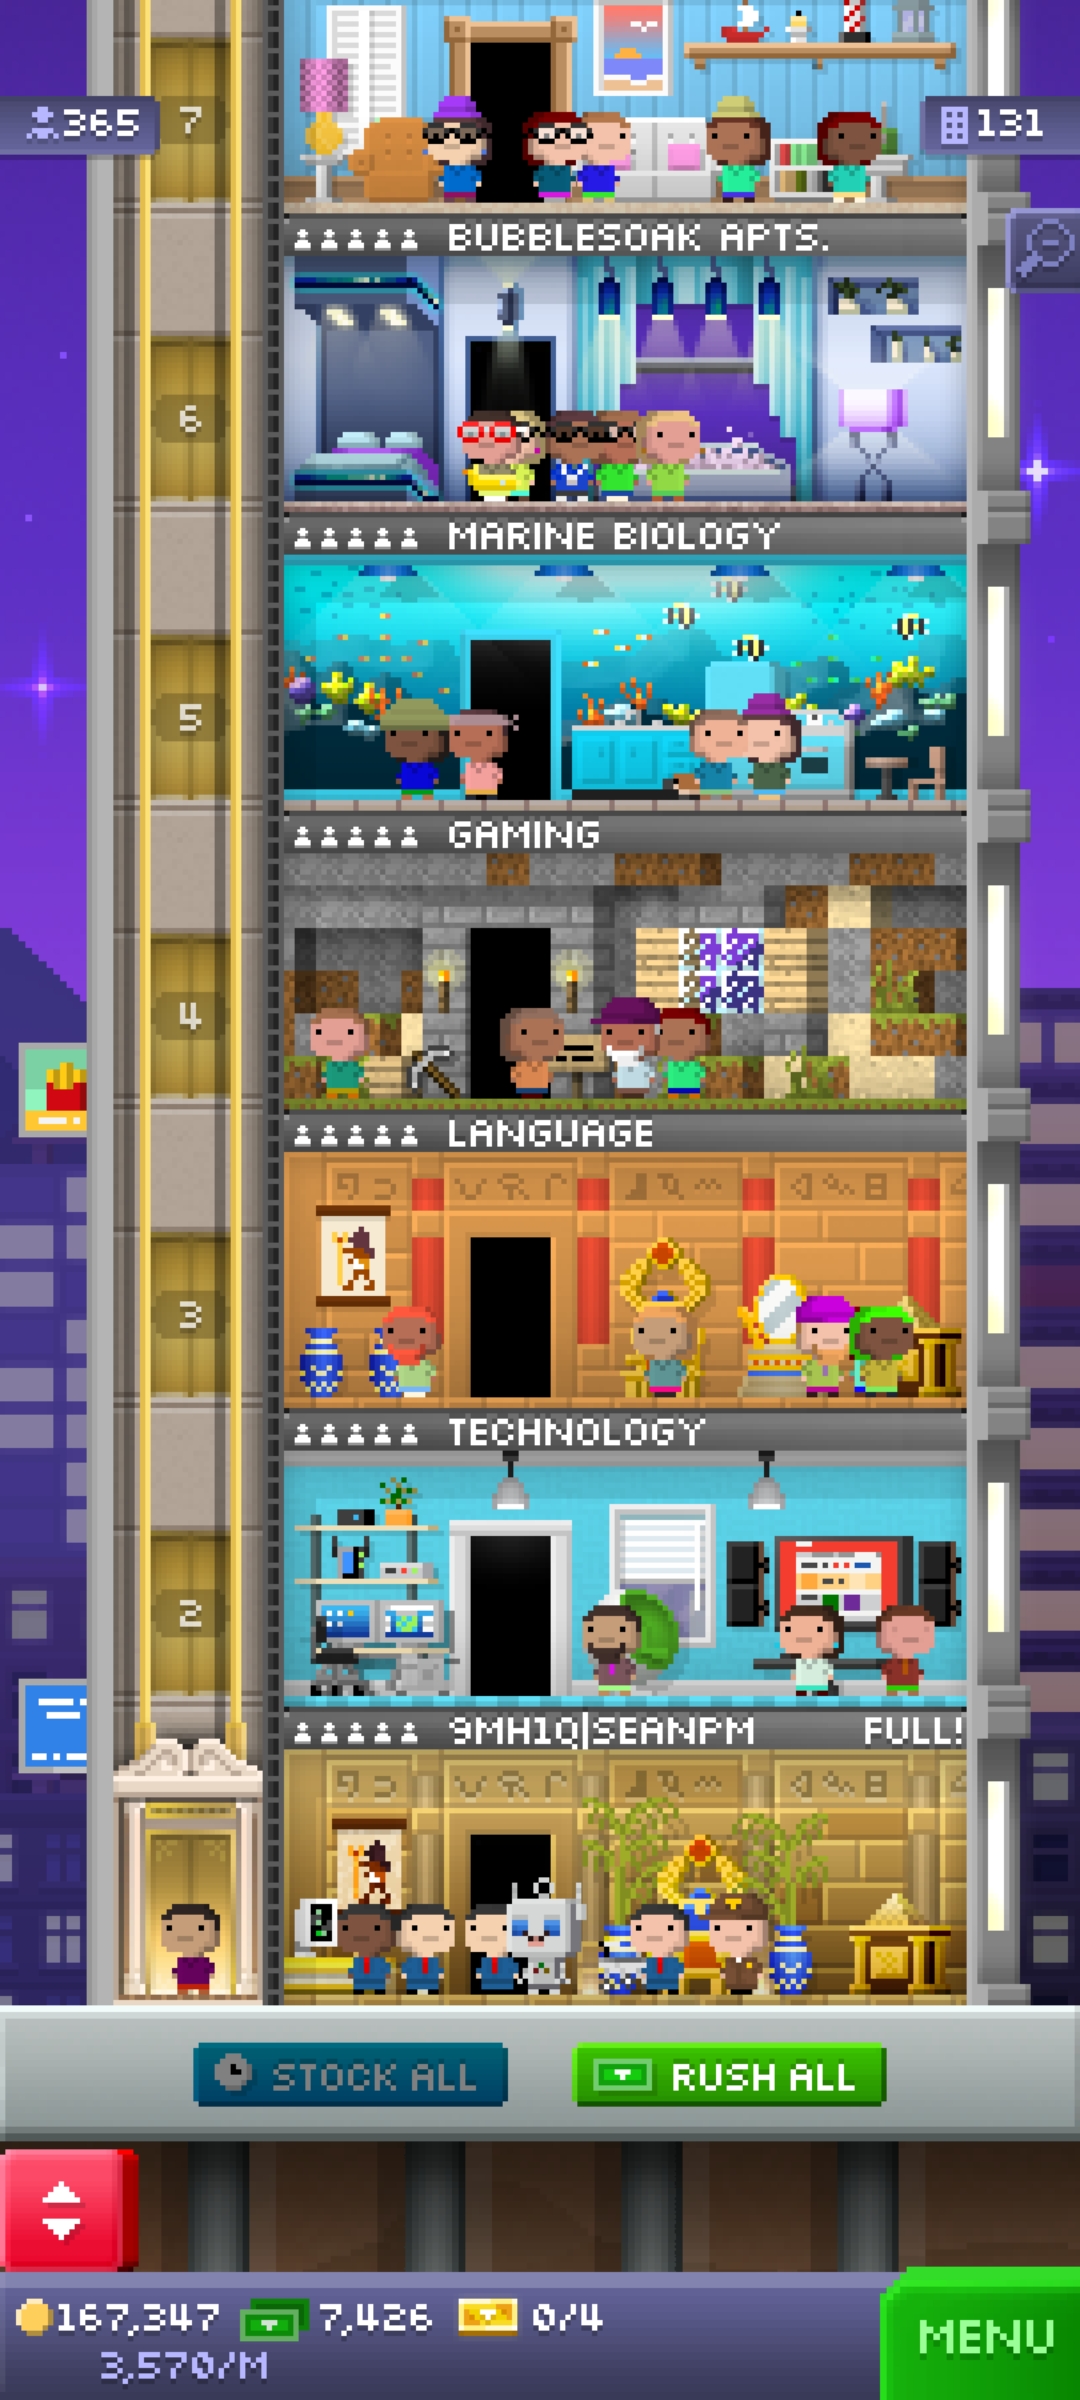 365
7
131
BUBBLESOAK APTS.
6
MARINE BIOLOGY
5
GAMING
4
LANGUAGE
3
TECHNOLOGY
2
9MH1Q|SEANPM FULL!
STOCK ALL
RUSH ALL
167,347 7,426 0/4
3,570/M
MENU